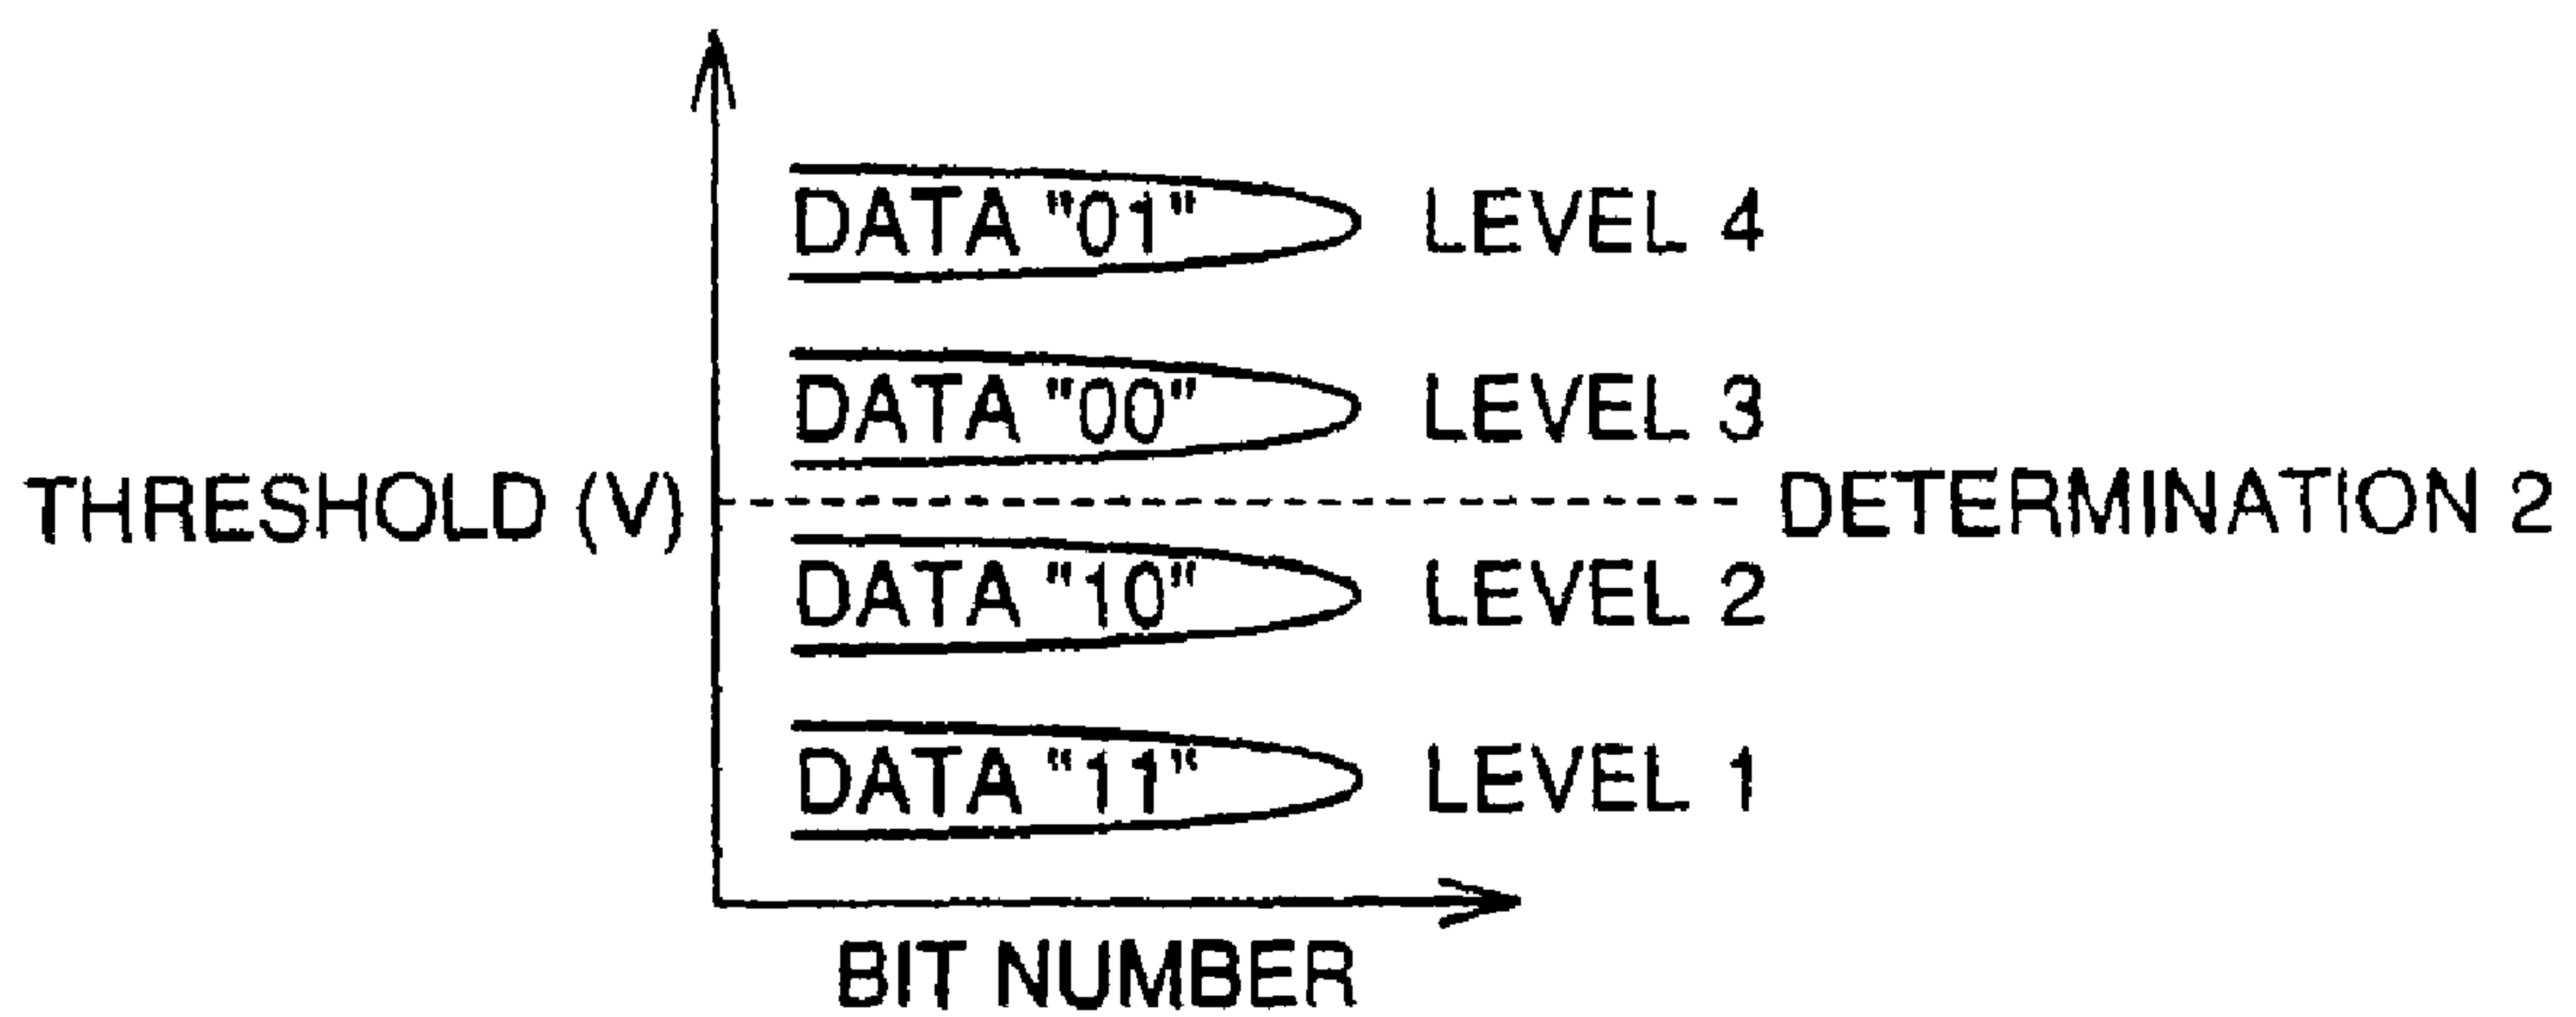 DATA "01" LEVEL 4
DATA "00" LEVEL 3
THRESHOLD (V) DETERMINATION 2
DATA "10" LEVEL 2
DATA "11" LEVEL 1
BIT NUMBER